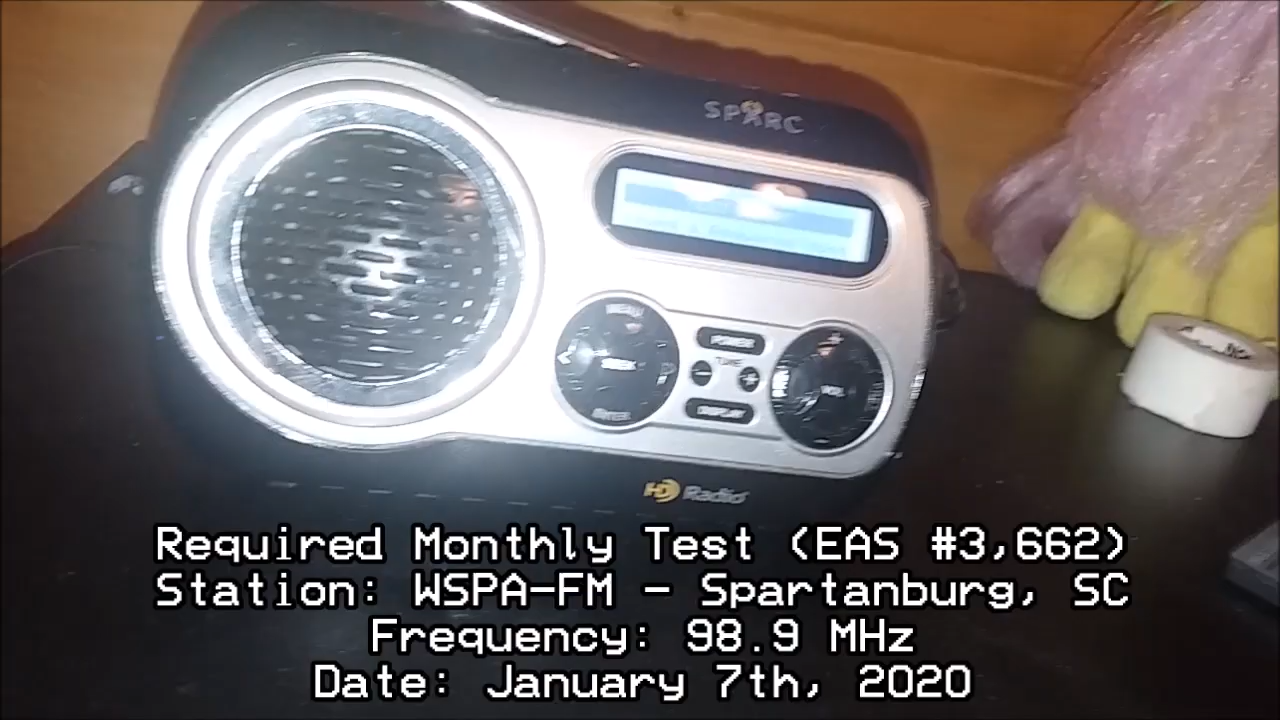 SPARC
MENU
POWER
TUNE
- +
VOL
DISPLAY
ENTER
HD Radio
Required Monthly Test (EAS #3,662)
Station: WSPA-FM - Spartanburg, SC
Frequency: 98.9 MHz
Date: January 7th, 2020